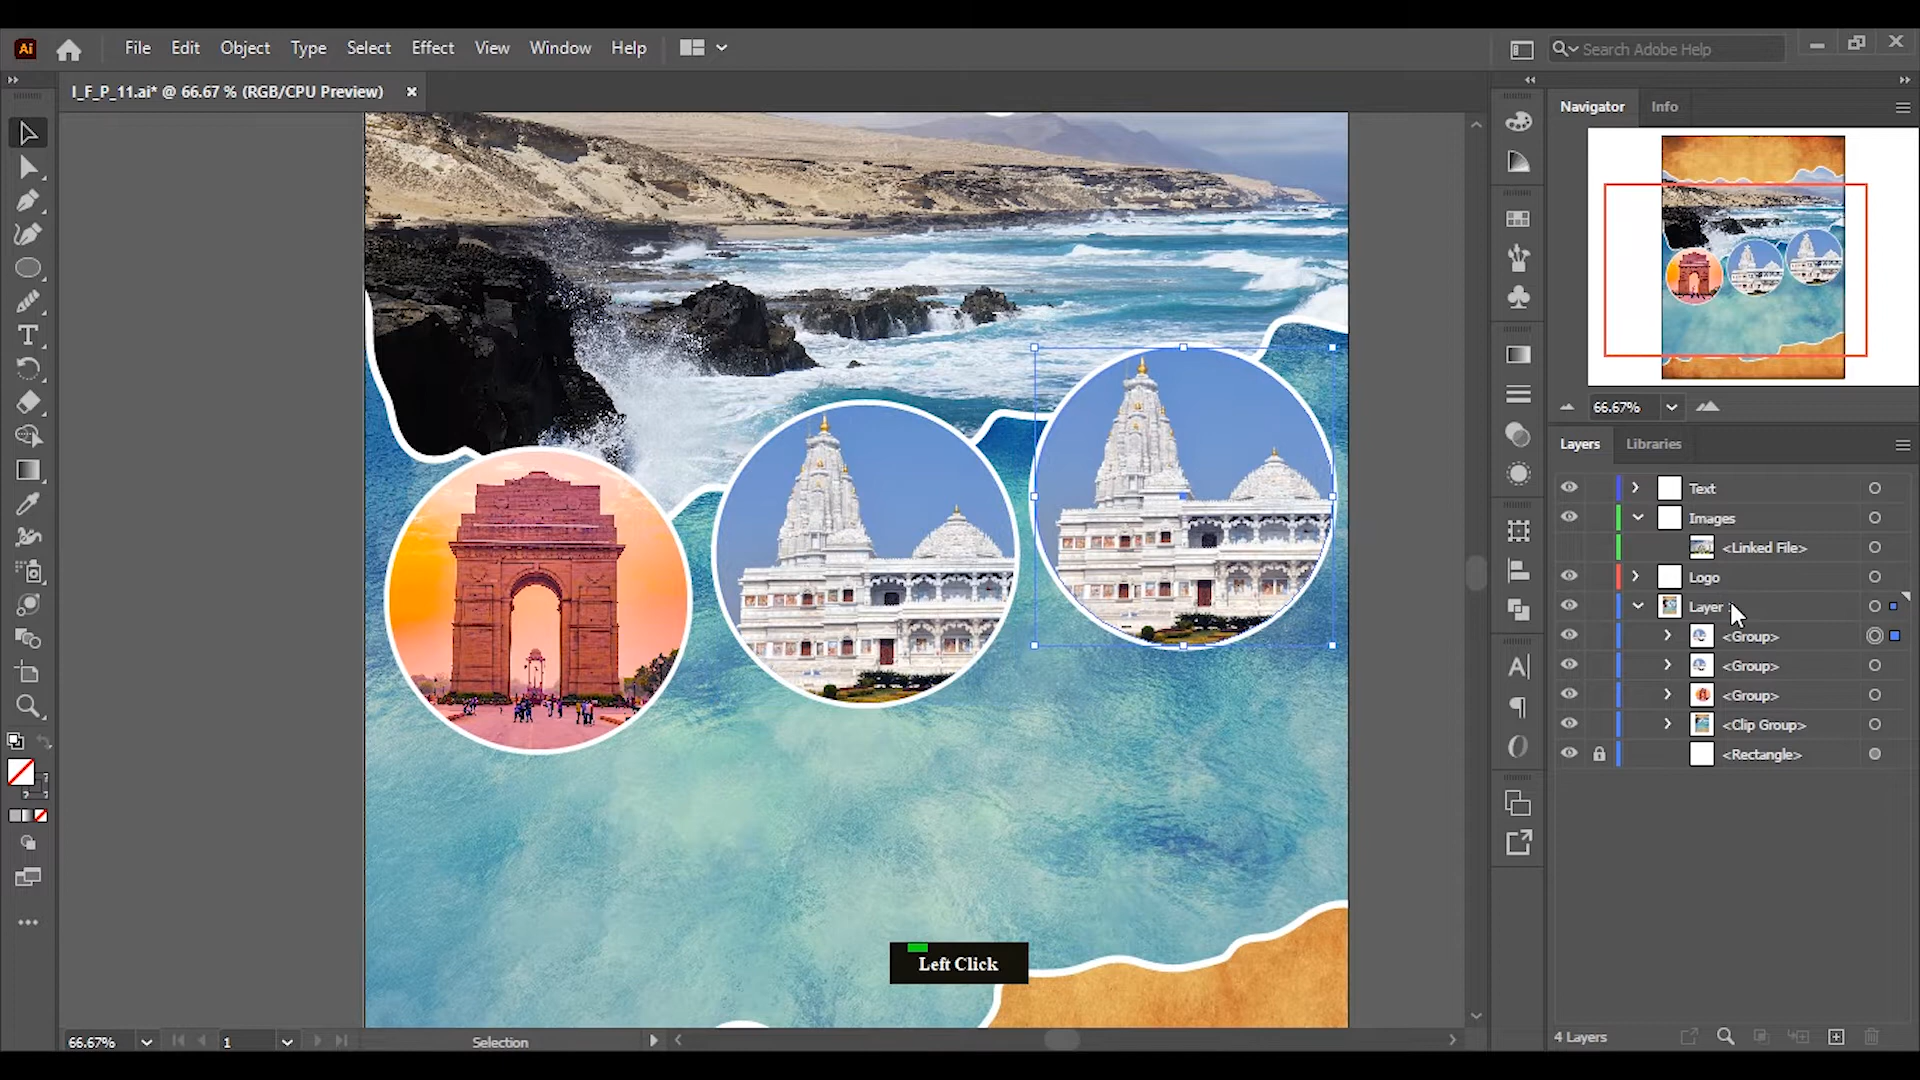 Ai File Edit Object Type Select Effect View Window Help Search Adobe Help
I_F_P_11.ai* @ 66.67 % (RGB/CPU Preview)
Navigator Info
66.67%
Layers Libraries
Text
Images
<Linked File>
Logo
Layer
<Group>
<Group>
<Group>
<Clip Group>
<Rectangle>
4 Layers
Left Click
66.67% 1 Selection